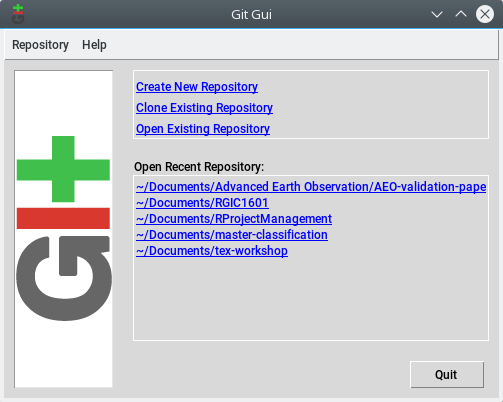 Git Gui
Repository Help
Create New Repository
Clone Existing Repository
Open Existing Repository
Open Recent Repository:
~/Documents/Advanced Earth Observation/AEO-validation-pape
~/Documents/RGIC1601
~/Documents/RProjectManagement
~/Documents/master-classification
~/Documents/tex-workshop
GIt
Quit